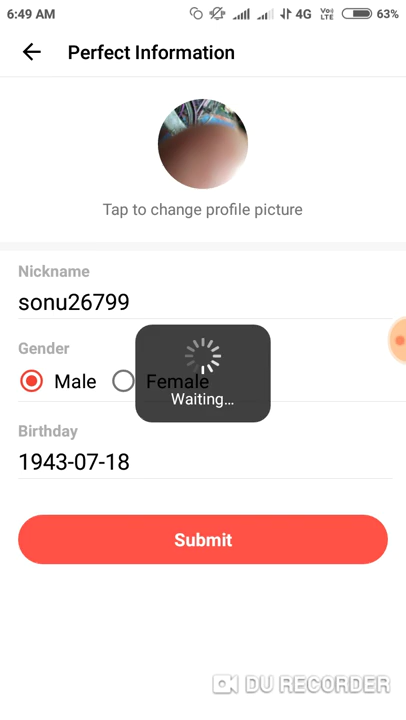 6:49 AM 4G VoLTE 63%
Perfect Information
Tap to change profile picture
Nickname
sonu26799
Gender
Male Female
Waiting...
Birthday
1943-07-18
Submit
DU RECORDER